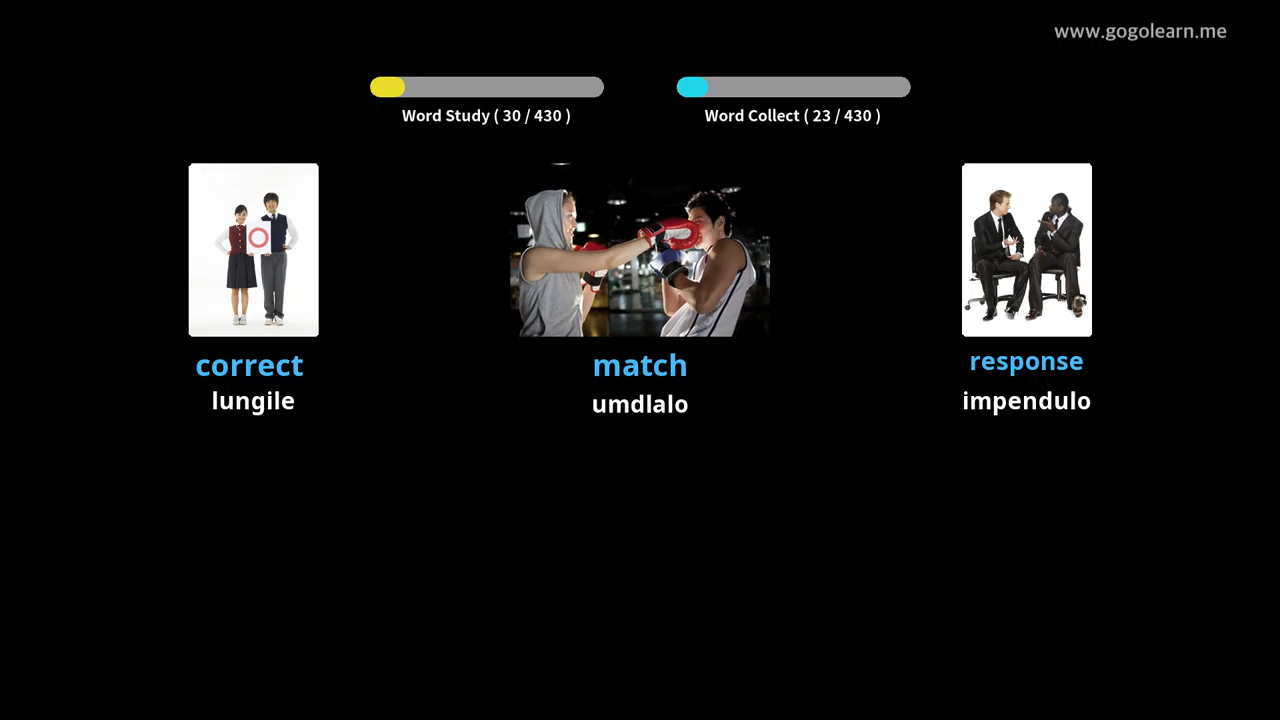 www.gogolearn.me
Word Study ( 30 / 430 )
Word Collect ( 23 / 430 )
correct
lungile
match
umdlalo
response
impendulo